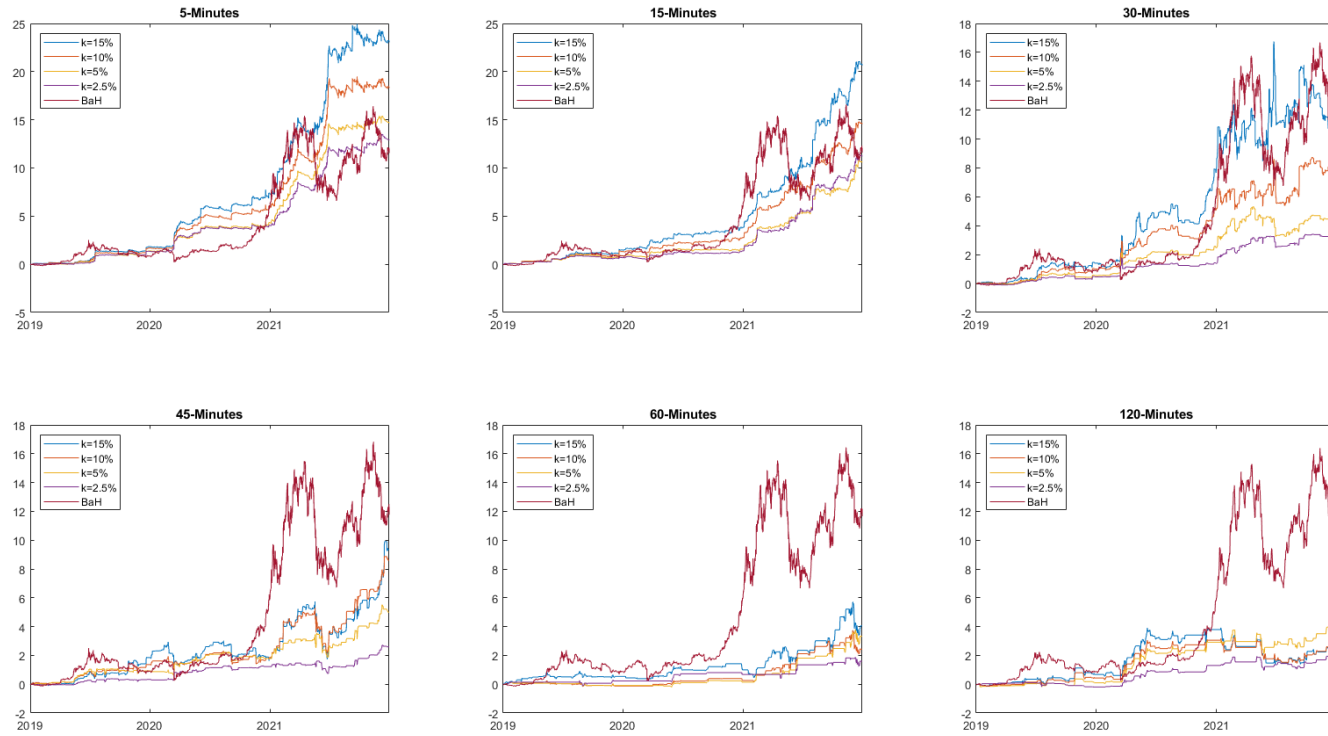 5-Minutes
25
20
15
10
5
0
-5
k=15%
k=10%
k=5%
k=2.5%
BaH
2019
2020
2021
15-Minutes
25
20
15
10
5
0
-5
k=15%
k=10%
k=5%
k=2.5%
BaH
2019
2020
2021
30-Minutes
18
16
14
12
10
8
6
4
2
0
-2
k=15%
k=10%
k=5%
k=2.5%
BaH
2019
2020
2021
45-Minutes
18
16
14
12
10
8
6
4
2
0
-2
k=15%
k=10%
k=5%
k=2.5%
BaH
2019
2020
2021
60-Minutes
18
16
14
12
10
8
6
4
2
0
-2
k=15%
k=10%
k=5%
k=2.5%
BaH
2019
2020
2021
120-Minutes
18
16
14
12
10
8
6
4
2
0
-2
k=15%
k=10%
k=5%
k=2.5%
BaH
2019
2020
2021